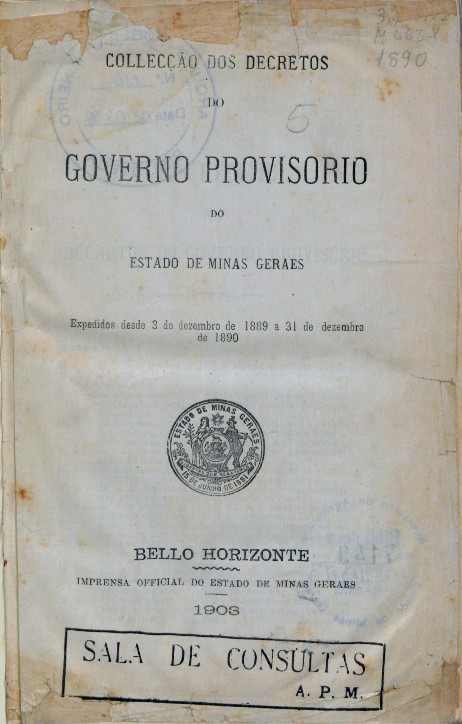 1890
COLLECÇÃO DOS DECRETOS
DO
5
GOVERNO PROVISORIO
DO
ESTADO DE MINAS GERAES
Expedidos desde 3 de dezembro de 1889 a 31 de dezembro
de 1890
ESTADO DE MINAS GERAES
15 DE JUNHO DE 1891
BELLO HORIZONTE
IMPRENSA OFFICIAL DO ESTADO DE MINAS GERAES
1903
SALA DE CONSULTAS
A. P. M.